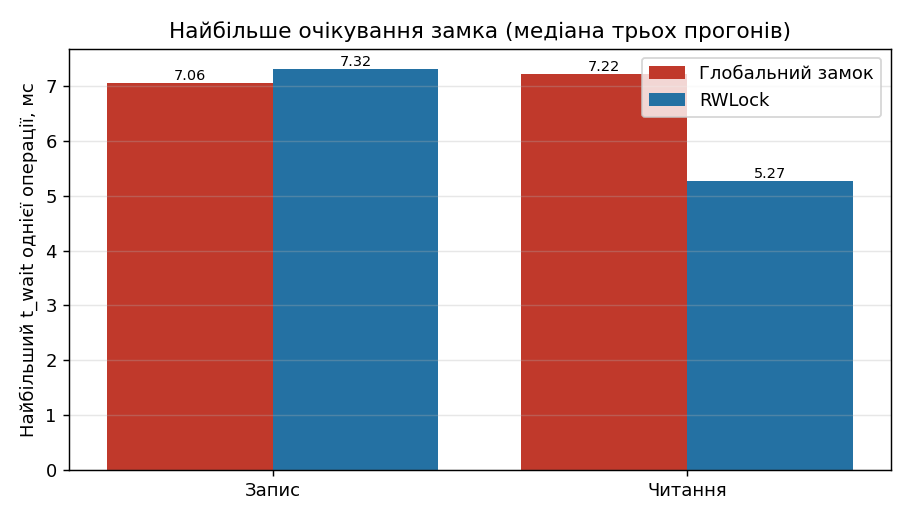 Найбільше очікування замка (медіана трьох прогонів)
Найбільший t_wait однієї операції, мс
7
6
5
4
3
2
1
0
7.06
7.32
7.22
5.27
Глобальний замок
RWLock
Запис
Читання